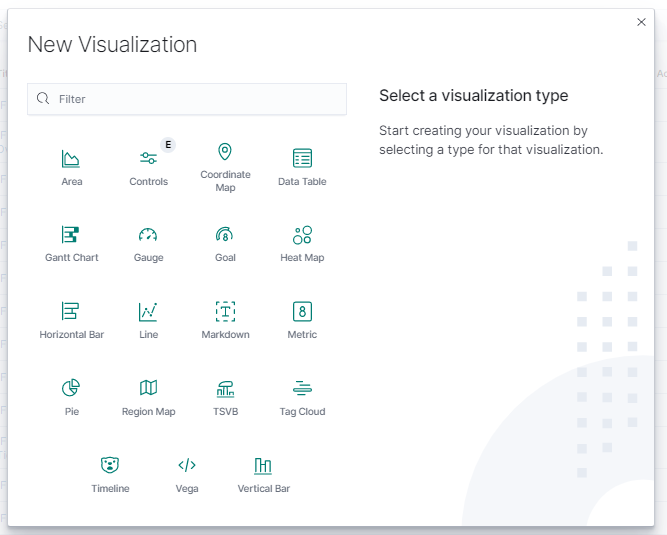 New Visualization
Filter
Select a visualization type
Start creating your visualization by
selecting a type for that visualization.
E
Area
Controls
Coordinate
Map
Data Table
Gantt Chart
Gauge
Goal
Heat Map
Horizontal Bar
Line
Markdown
Metric
Pie
Region Map
TSVB
Tag Cloud
Timeline
Vega
Vertical Bar